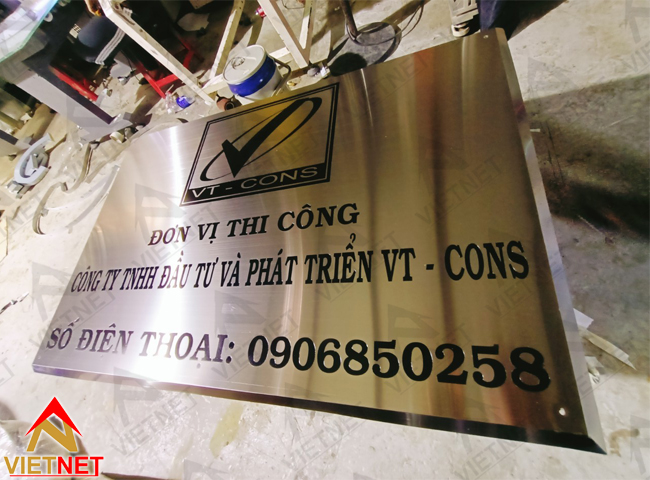 VT - CONS
ĐƠN VỊ THI CÔNG
CÔNG TY TNHH ĐẦU TƯ VÀ PHÁT TRIỂN VT - CONS
SỐ ĐIỆN THOẠI: 0906850258
VIETNET